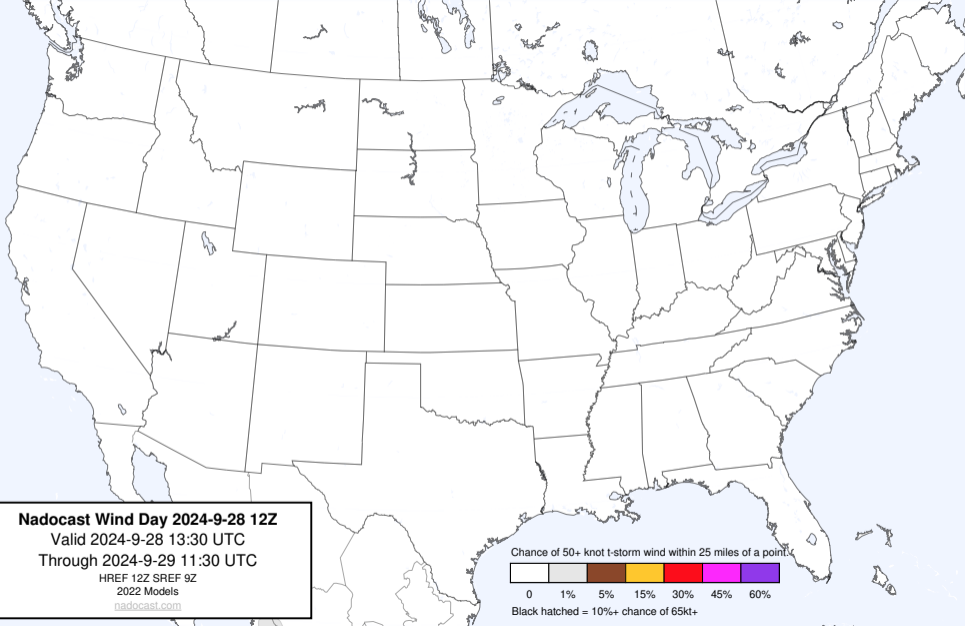 Nadocast Wind Day 2024-9-28 12Z
Valid 2024-9-28 13:30 UTC
Through 2024-9-29 11:30 UTC
HREF 12Z SREF 9Z
2022 Models
nadocast.com
Chance of 50+ knot t-storm wind within 25 miles of a point.
0 1% 5% 15% 30% 45% 60%
Black hatched = 10%+ chance of 65kt+